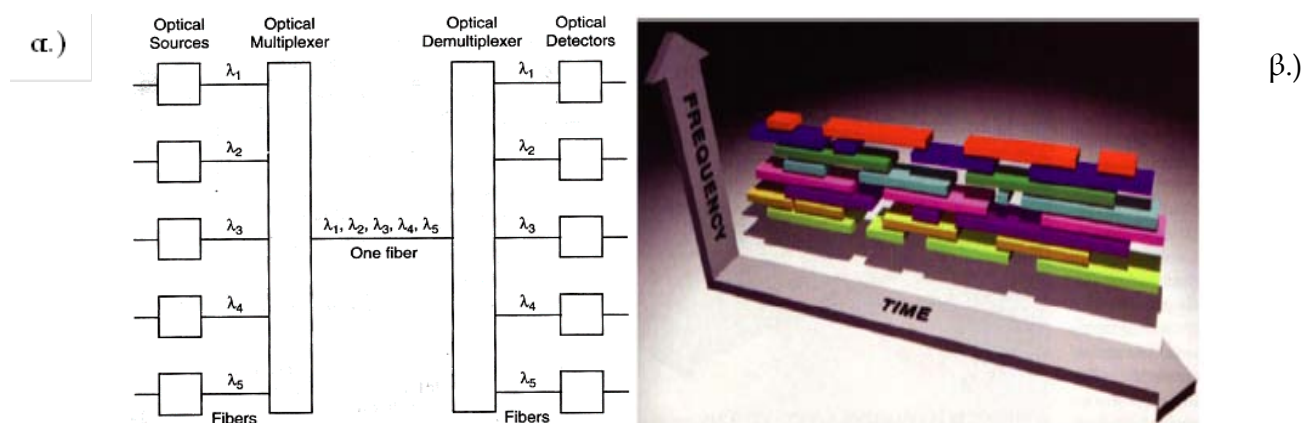 α.)
Optical Sources
Optical Multiplexer
Optical Demultiplexer
Optical Detectors
λ1
λ1
λ2
λ2
λ3
λ1, λ2, λ3, λ4, λ5
λ3
One fiber
λ4
λ4
λ5
λ5
Fibers
Fibers
FREQUENCY
TIME
β.)